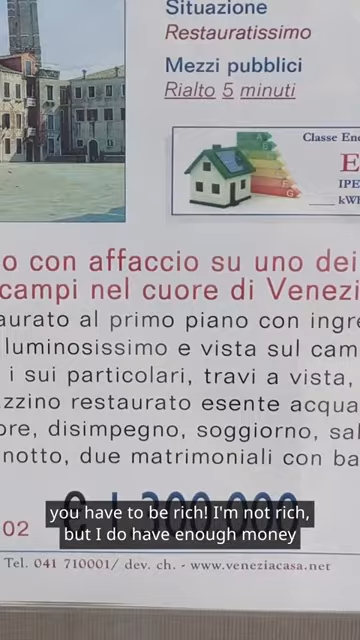 Situazione
Restauratissimo
Mezzi pubblici
Rialto 5 minuti
Classe Ene
E
IPE
kWh
G
o con affaccio su uno dei
campi nel cuore di Venezi
aurato al primo piano con ingre
luminosissimo e vista sul cam
i sui particolari, travi a vista,
zzino restaurato esente acqua
ore, disimpegno, soggiorno, sal
notto, due matrimoniali con ba
you have to be rich! I'm not rich,
but I do have enough money
02
Tel. 041 710001/ dev. ch. - www.veneziacasa.net